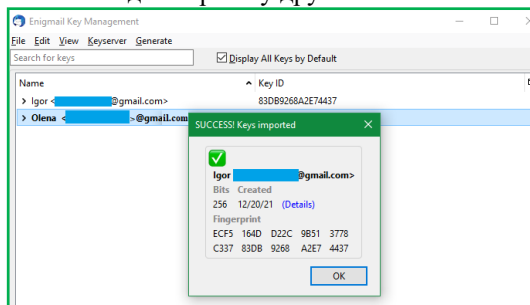 Enigmail Key Management
File Edit View Keyserver Generate
Search for keys
Display All Keys by Default
Name Key ID
Igor < @gmail.com> 83DB9268A2E74437
Olena < >@gmail.com
SUCCESS! Keys imported
Igor @gmail.com>
Bits Created
256 12/20/21 (Details)
Fingerprint
ECF5 164D D22C 9B51 3778
C337 83DB 9268 A2E7 4437
OK